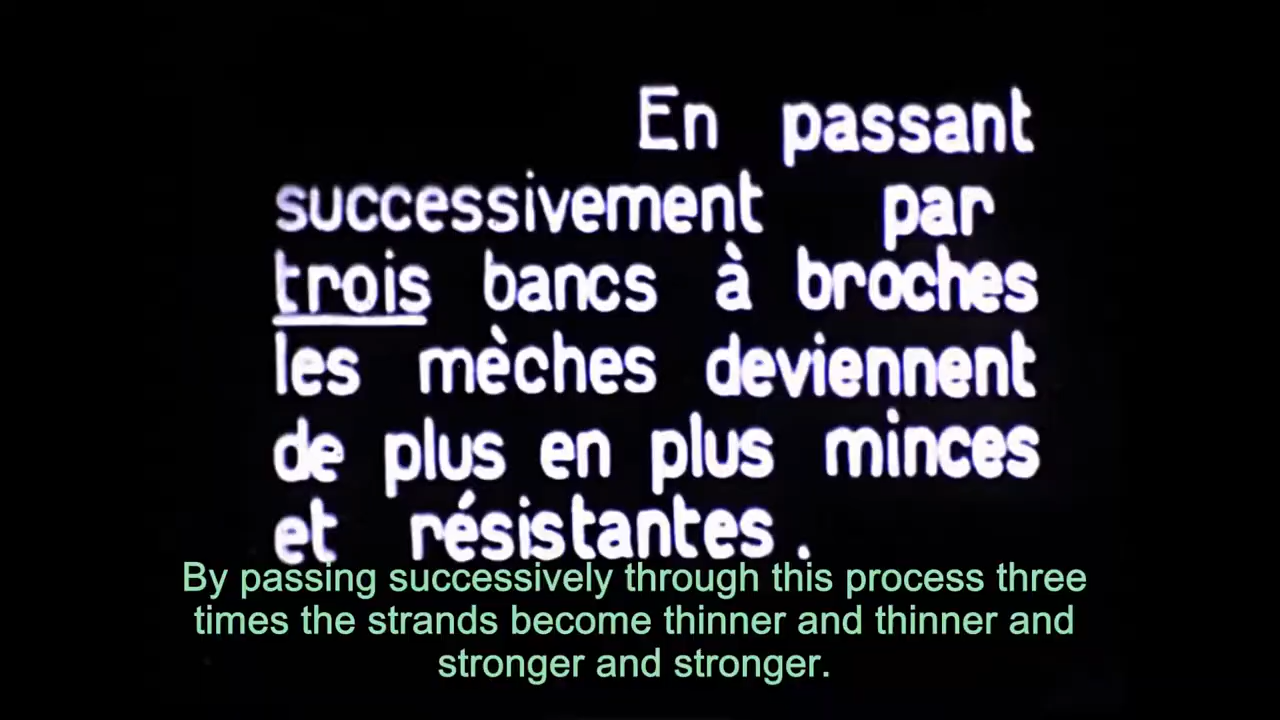 En passant
successivement par
trois bancs à broches
les mèches deviennent
de plus en plus minces
et résistantes.
By passing successively through this process three
times the strands become thinner and thinner and
stronger and stronger.